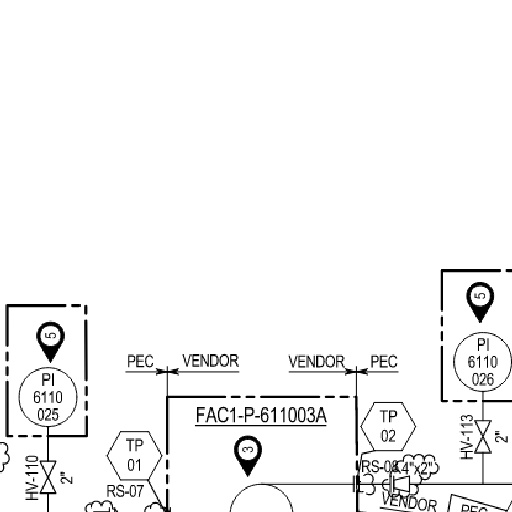 5
PI
6110
026
5
PI
6110
025
PEC
VENDOR
VENDOR
PEC
FAC1-P-611003A
TP
02
TP
01
3
HV-113
2"
HV-110
2"
RS-07
RS-08
4"x2"
VENDOR
PEC